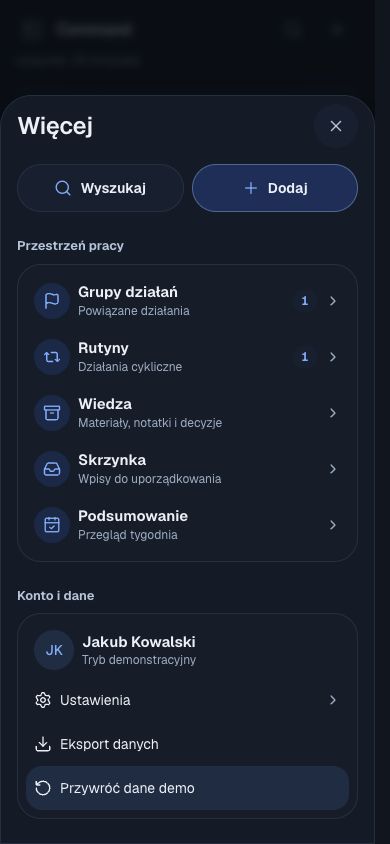 Command
Więcej
Wyszukaj
Dodaj
Przestrzeń pracy
Grupy działań
Powiązane działania
1
Rutyny
Działania cykliczne
1
Wiedza
Materiały, notatki i decyzje
Skrzynka
Wpisy do uporządkowania
Podsumowanie
Przegląd tygodnia
Konto i dane
JK
Jakub Kowalski
Tryb demonstracyjny
Ustawienia
Eksport danych
Przywróć dane demo